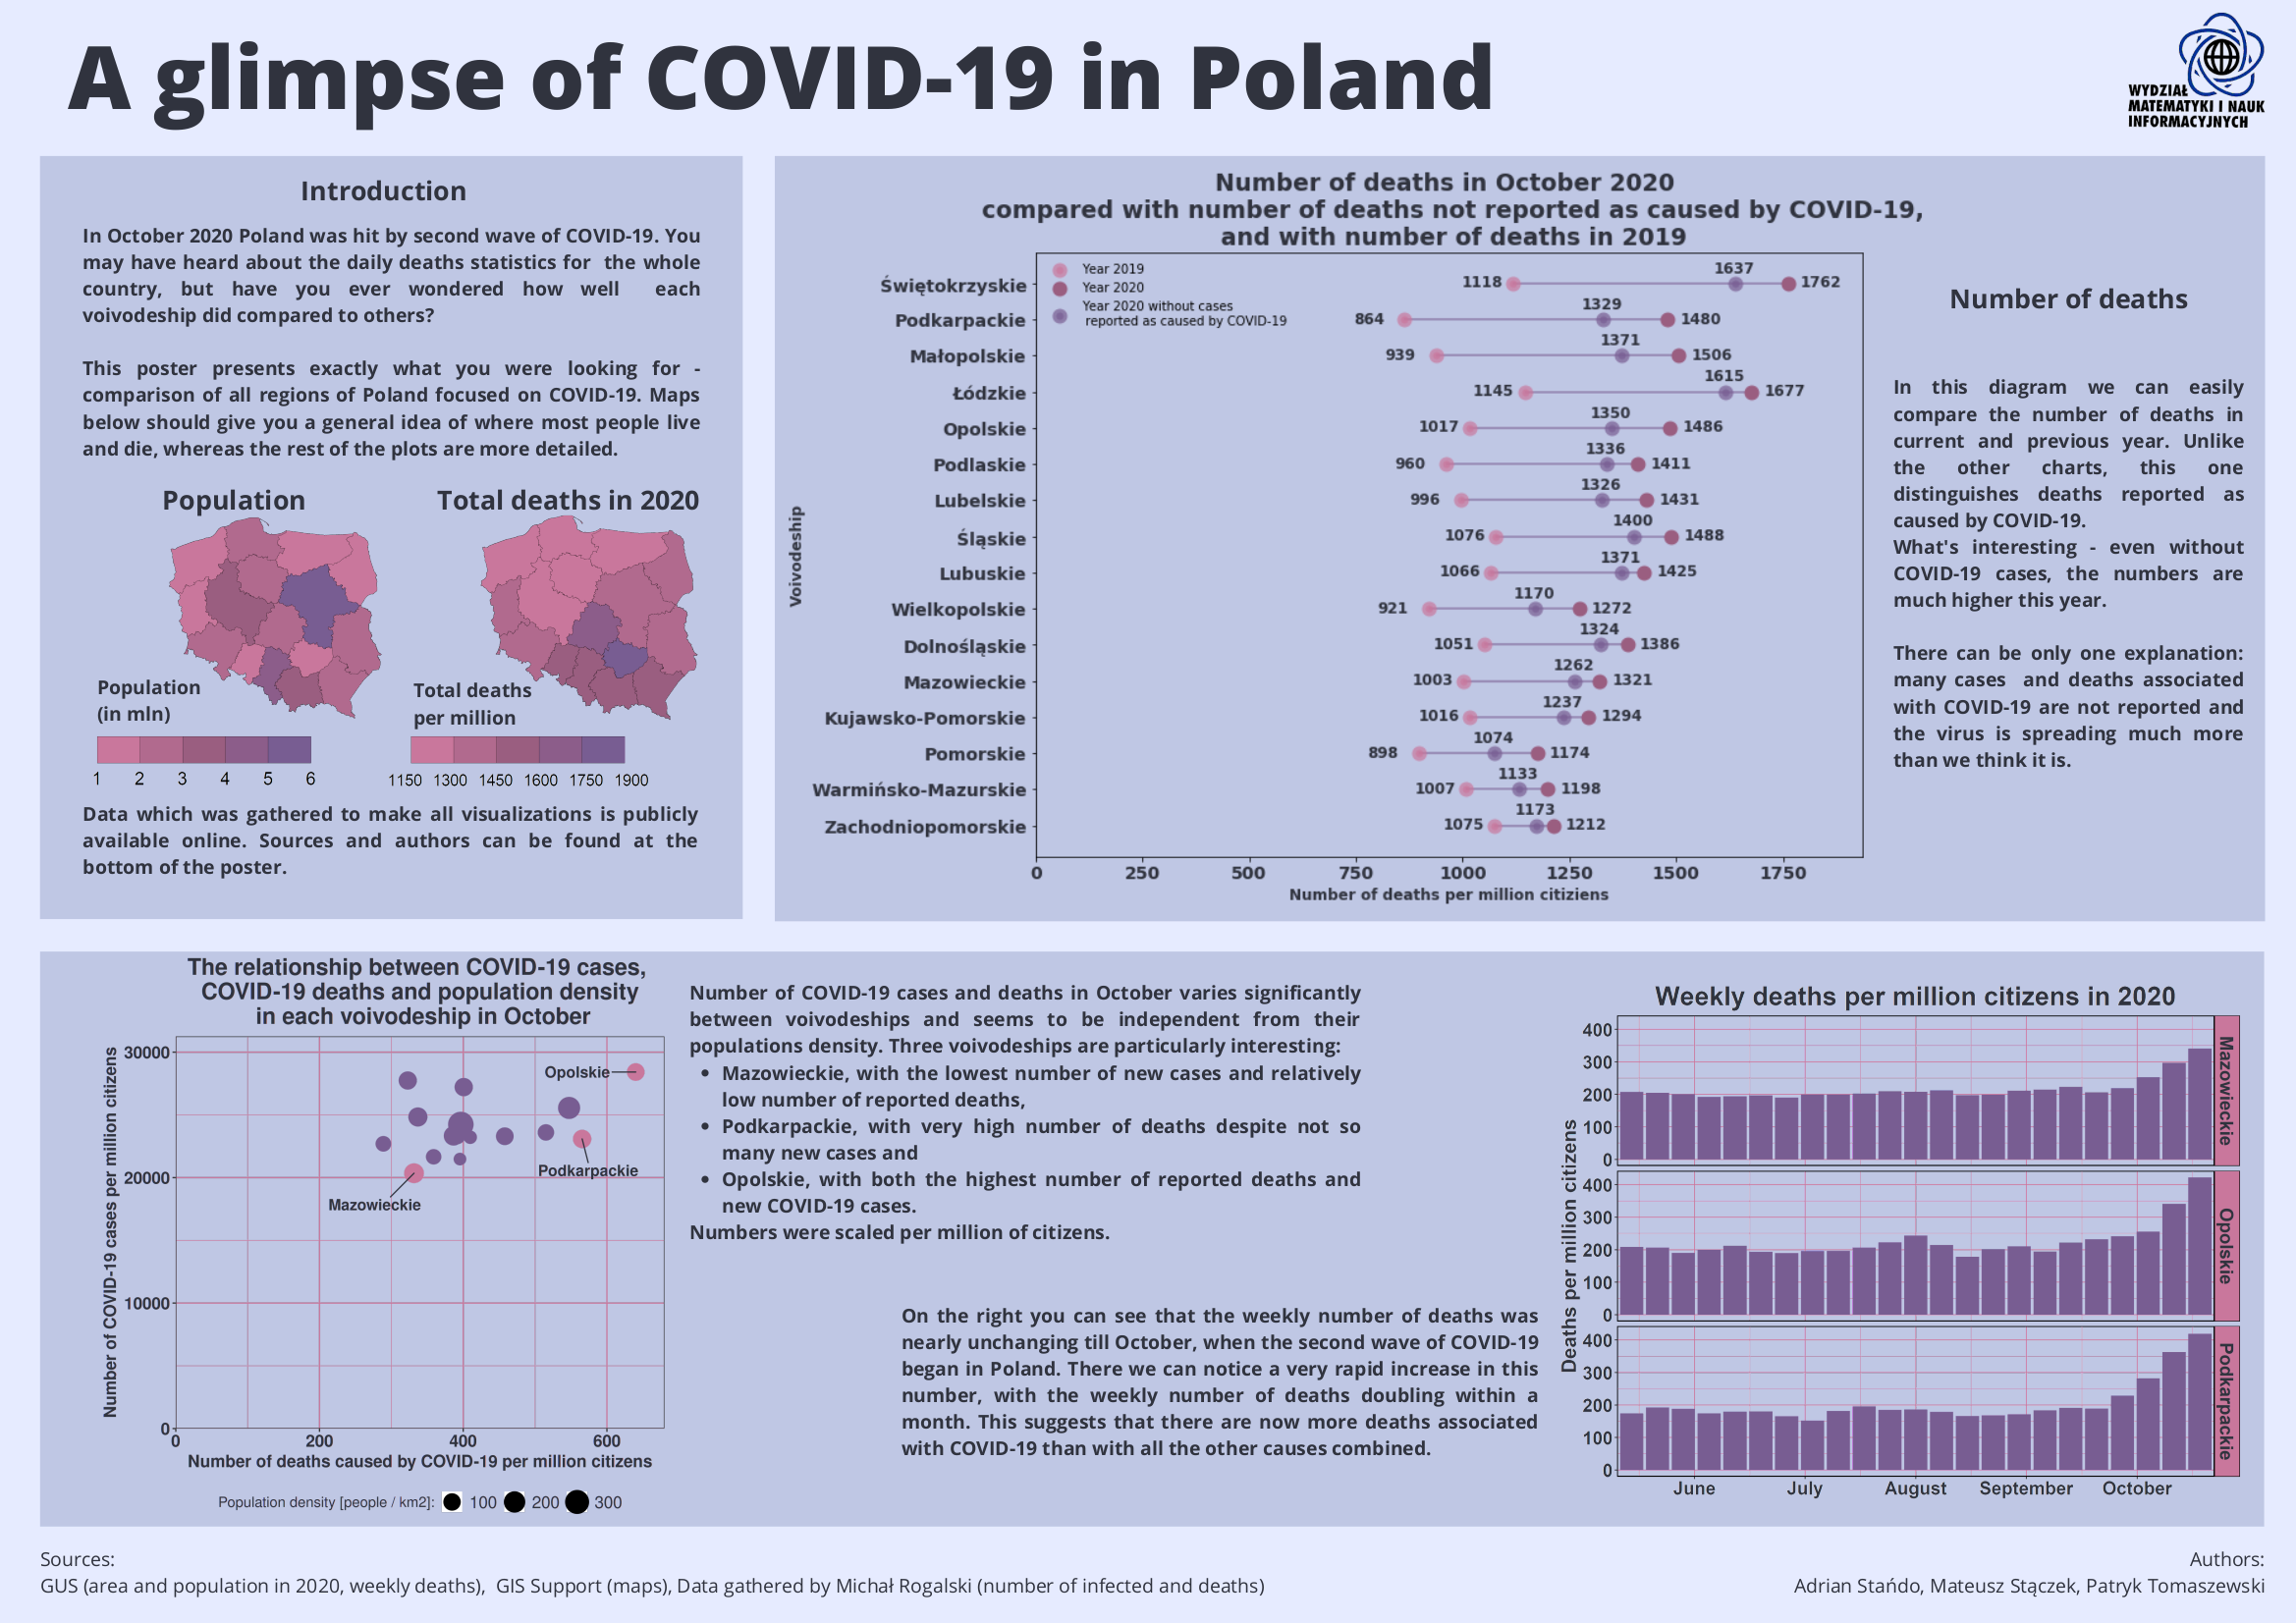 A glimpse of COVID-19 in Poland
WYDZIAŁ
MATEMATYKI I NAUK
INFORMACYJNYCH
Introduction
In October 2020 Poland was hit by second wave of COVID-19. You
may have heard about the daily deaths statistics for the whole
country, but have you ever wondered how well each
voivodeship did compared to others?
This poster presents exactly what you were looking for -
comparison of all regions of Poland focused on COVID-19. Maps
below should give you a general idea of where most people live
and die, whereas the rest of the plots are more detailed.
Population
Population
(in mln)
1 2 3 4 5 6
Total deaths in 2020
Total deaths
per million
1150 1300 1450 1600 1750 1900
Data which was gathered to make all visualizations is publicly
available online. Sources and authors can be found at the
bottom of the poster.
Number of deaths in October 2020
compared with number of deaths not reported as caused by COVID-19,
and with number of deaths in 2019
Year 2019
Year 2020
Year 2020 without cases
reported as caused by COVID-19
Voivodeship
Świętokrzyskie 1118 1637 1762
Podkarpackie 864 1329 1480
Małopolskie 939 1371 1506
Łódzkie 1145 1615 1677
Opolskie 1017 1350 1486
Podlaskie 960 1336 1411
Lubelskie 996 1326 1431
Śląskie 1076 1400 1488
Lubuskie 1066 1371 1425
Wielkopolskie 921 1170 1272
Dolnośląskie 1051 1324 1386
Mazowieckie 1003 1262 1321
Kujawsko-Pomorskie 1016 1237 1294
Pomorskie 898 1074 1174
Warmińsko-Mazurskie 1007 1133 1198
Zachodniopomorskie 1075 1173 1212
0 250 500 750 1000 1250 1500 1750
Number of deaths per million citiziens
Number of deaths
In this diagram we can easily
compare the number of deaths in
current and previous year. Unlike
the other charts, this one
distinguishes deaths reported as
caused by COVID-19.
What's interesting - even without
COVID-19 cases, the numbers are
much higher this year.
There can be only one explanation:
many cases and deaths associated
with COVID-19 are not reported and
the virus is spreading much more
than we think it is.
The relationship between COVID-19 cases,
COVID-19 deaths and population density
in each voivodeship in October
Number of COVID-19 cases per million citizens
30000
20000
10000
0
Opolskie
Podkarpackie
Mazowieckie
0 200 400 600
Number of deaths caused by COVID-19 per million citizens
Population density [people / km2]: 100 200 300
Number of COVID-19 cases and deaths in October varies significantly
between voivodeships and seems to be independent from their
populations density. Three voivodeships are particularly interesting:
• Mazowieckie, with the lowest number of new cases and relatively
low number of reported deaths,
• Podkarpackie, with very high number of deaths despite not so
many new cases and
• Opolskie, with both the highest number of reported deaths and
new COVID-19 cases.
Numbers were scaled per million of citizens.
On the right you can see that the weekly number of deaths was
nearly unchanging till October, when the second wave of COVID-19
began in Poland. There we can notice a very rapid increase in this
number, with the weekly number of deaths doubling within a
month. This suggests that there are now more deaths associated
with COVID-19 than with all the other causes combined.
Weekly deaths per million citizens in 2020
Deaths per million citizens
400
300
200
100
0
Mazowieckie
400
300
200
100
0
Opolskie
400
300
200
100
0
Podkarpackie
June July August September October
Sources:
GUS (area and population in 2020, weekly deaths), GIS Support (maps), Data gathered by Michał Rogalski (number of infected and deaths)
Authors:
Adrian Stańdo, Mateusz Stączek, Patryk Tomaszewski